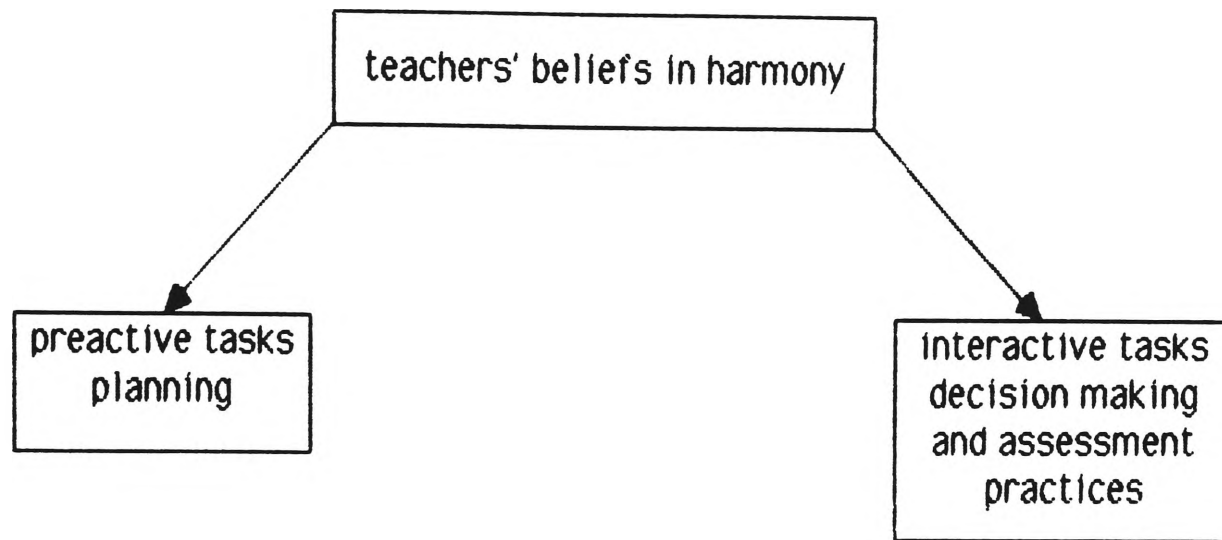 teachers' beliefs in harmony
preactive tasks
planning
interactive tasks
decision making
and assessment
practices